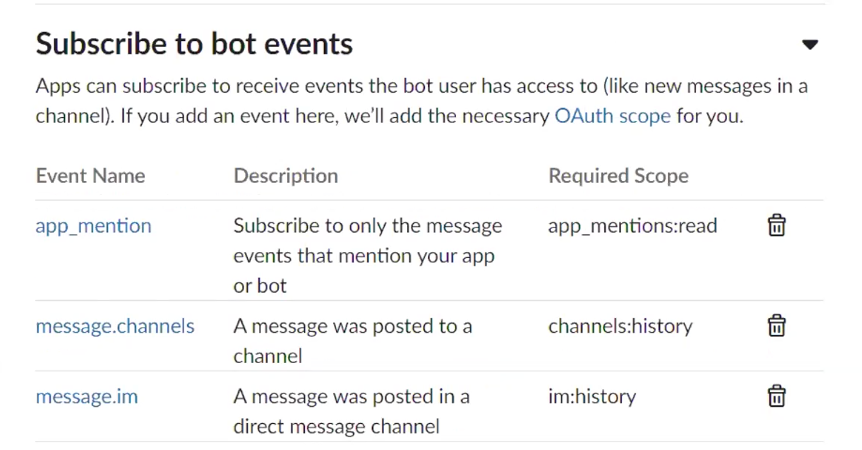 Subscribe to bot events
Apps can subscribe to receive events the bot user has access to (like new messages in a
channel). If you add an event here, we'll add the necessary OAuth scope for you.
Event Name Description Required Scope
app_mention Subscribe to only the message app_mentions:read
events that mention your app
or bot
message.channels A message was posted to a channels:history
channel
message.im A message was posted in a im:history
direct message channel